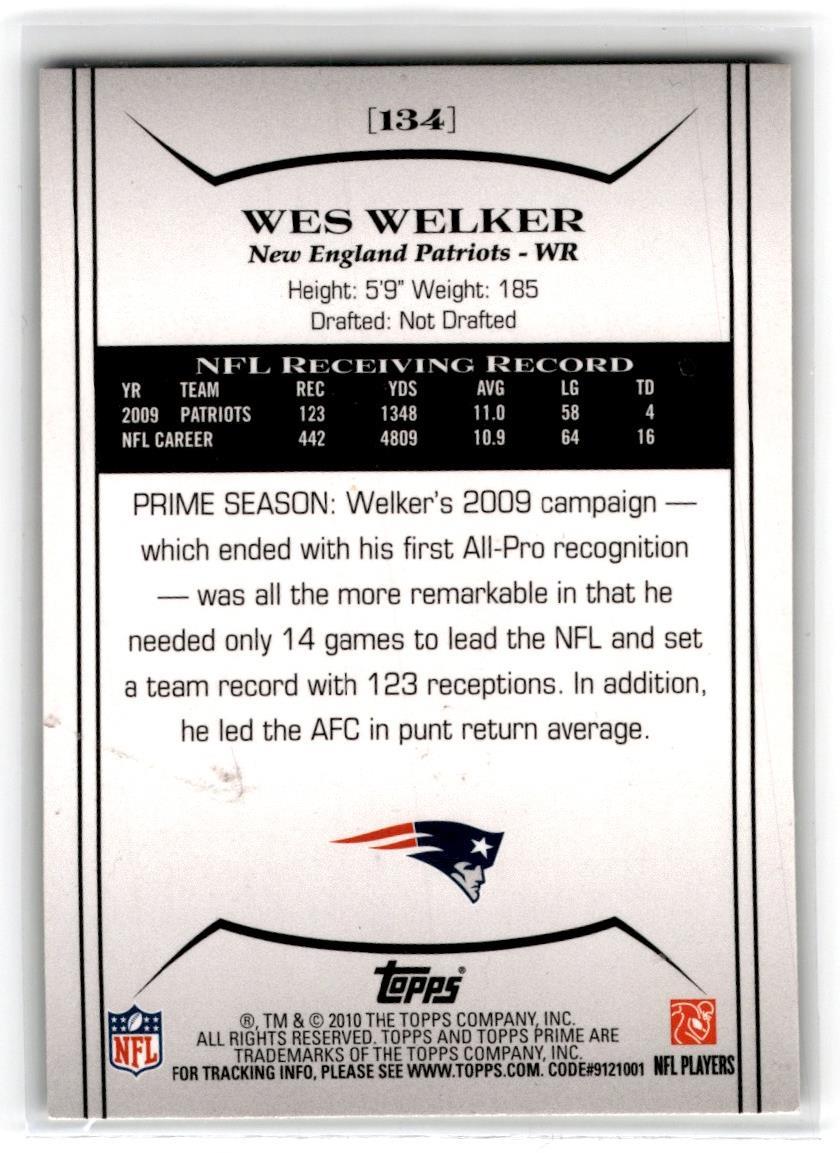 [134]
WES WELKER
New England Patriots - WR
Height: 5'9" Weight: 185
Drafted: Not Drafted
NFL RECEIVING RECORD
YR TEAM REC YDS AVG LG TD
2009 PATRIOTS 123 1348 11.0 58 4
NFL CAREER 442 4809 10.9 64 16
PRIME SEASON: Welker's 2009 campaign —
which ended with his first All-Pro recognition
— was all the more remarkable in that he
needed only 14 games to lead the NFL and set
a team record with 123 receptions. In addition,
he led the AFC in punt return average.
topps®
®, TM & © 2010 THE TOPPS COMPANY, INC.
ALL RIGHTS RESERVED. TOPPS AND TOPPS PRIME ARE
TRADEMARKS OF THE TOPPS COMPANY, INC.
FOR TRACKING INFO, PLEASE SEE WWW.TOPPS.COM. CODE#9121001
NFL
NFL PLAYERS